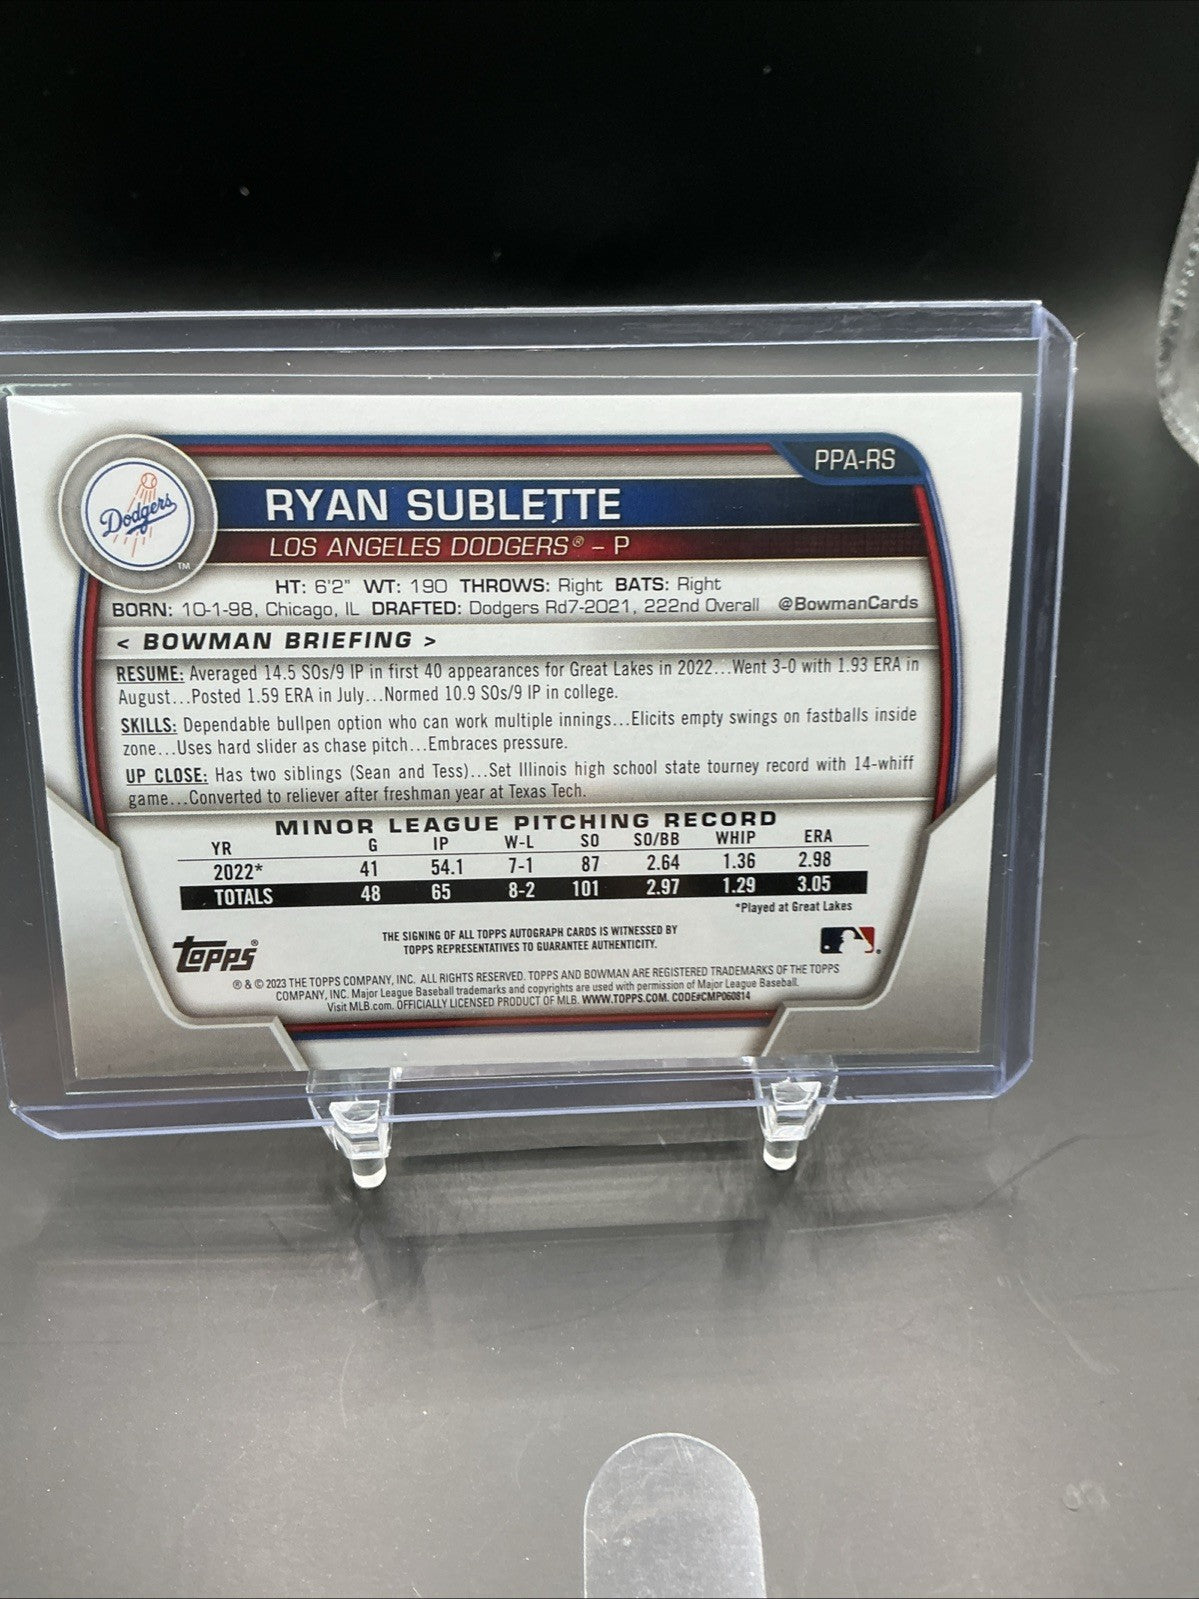 PPA-RS
Dodgers
TM
RYAN SUBLETTE
LOS ANGELES DODGERS® – P
HT: 6'2" WT: 190 THROWS: Right BATS: Right
BORN: 10-1-98, Chicago, IL DRAFTED: Dodgers Rd7-2021, 222nd Overall @BowmanCards
< BOWMAN BRIEFING >
RESUME: Averaged 14.5 SOs/9 IP in first 40 appearances for Great Lakes in 2022...Went 3-0 with 1.93 ERA in
August...Posted 1.59 ERA in July...Normed 10.9 SOs/9 IP in college.
SKILLS: Dependable bullpen option who can work multiple innings...Elicits empty swings on fastballs inside
zone...Uses hard slider as chase pitch...Embraces pressure.
UP CLOSE: Has two siblings (Sean and Tess)...Set Illinois high school state tourney record with 14-whiff
game...Converted to reliever after freshman year at Texas Tech.
MINOR LEAGUE PITCHING RECORD
YR G IP W-L SO SO/BB WHIP ERA
2022* 41 54.1 7-1 87 2.64 1.36 2.98
TOTALS 48 65 8-2 101 2.97 1.29 3.05
*Played at Great Lakes
THE SIGNING OF ALL TOPPS AUTOGRAPH CARDS IS WITNESSED BY
TOPPS REPRESENTATIVES TO GUARANTEE AUTHENTICITY.
Topps®
® & © 2023 THE TOPPS COMPANY, INC. ALL RIGHTS RESERVED. TOPPS AND BOWMAN ARE REGISTERED TRADEMARKS OF THE TOPPS
COMPANY, INC. Major League Baseball trademarks and copyrights are used with permission of Major League Baseball.
Visit MLB.com. OFFICIALLY LICENSED PRODUCT OF MLB. WWW.TOPPS.COM. CODE#CMP060814